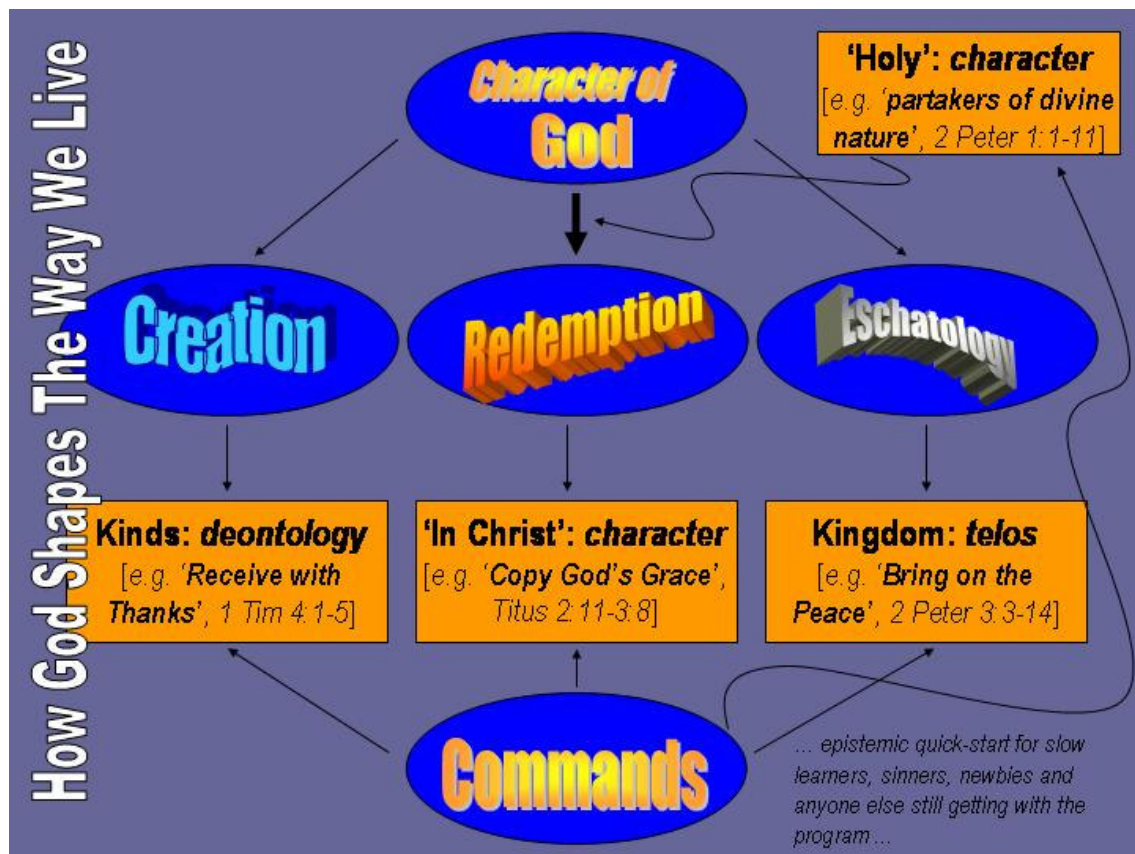 How God Shapes The Way We Live
Character of
God
‘Holy’: character
[e.g. ‘partakers of divine
nature’, 2 Peter 1:1-11]
Creation
Redemption
Eschatology
Kinds: deontology
[e.g. ‘Receive with
Thanks’, 1 Tim 4:1-5]
‘In Christ’: character
[e.g. ‘Copy God’s Grace’,
Titus 2:11-3:8]
Kingdom: telos
[e.g. ‘Bring on the
Peace’, 2 Peter 3:3-14]
Commands
... epistemic quick-start for slow
learners, sinners, newbies and
anyone else still getting with the
program ...